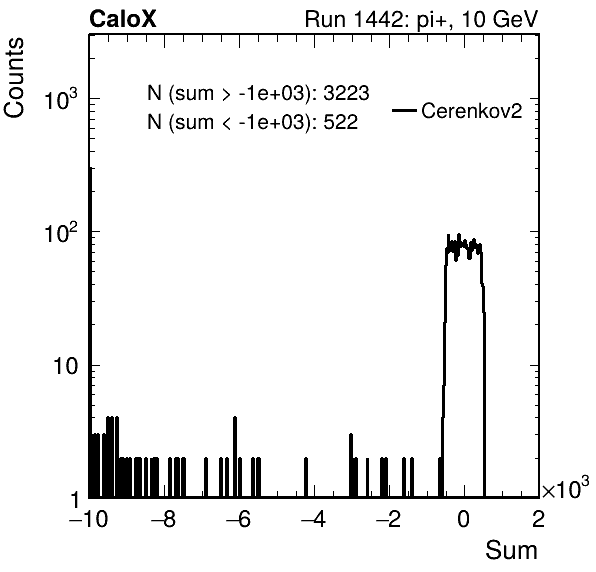 CaloX
Run 1442: pi+, 10 GeV
Counts
N (sum > -1e+03): 3223
N (sum < -1e+03): 522
Cerenkov2
10³
10²
10
1
−10
−8
−6
−4
−2
0
2
×10³
Sum